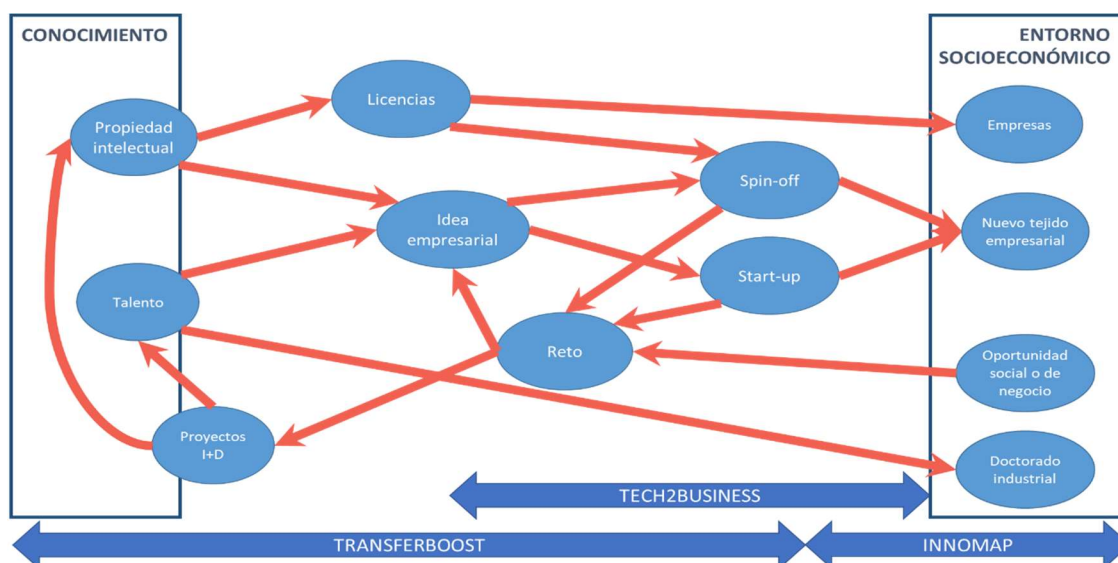 CONOCIMIENTO
ENTORNO
SOCIOECONÓMICO
Propiedad
intelectual
Licencias
Empresas
Spin-off
Idea
empresarial
Nuevo tejido
empresarial
Start-up
Talento
Reto
Oportunidad
social o de
negocio
Proyectos
I+D
Doctorado
industrial
TECH2BUSINESS
TRANSFERBOOST
INNOMAP